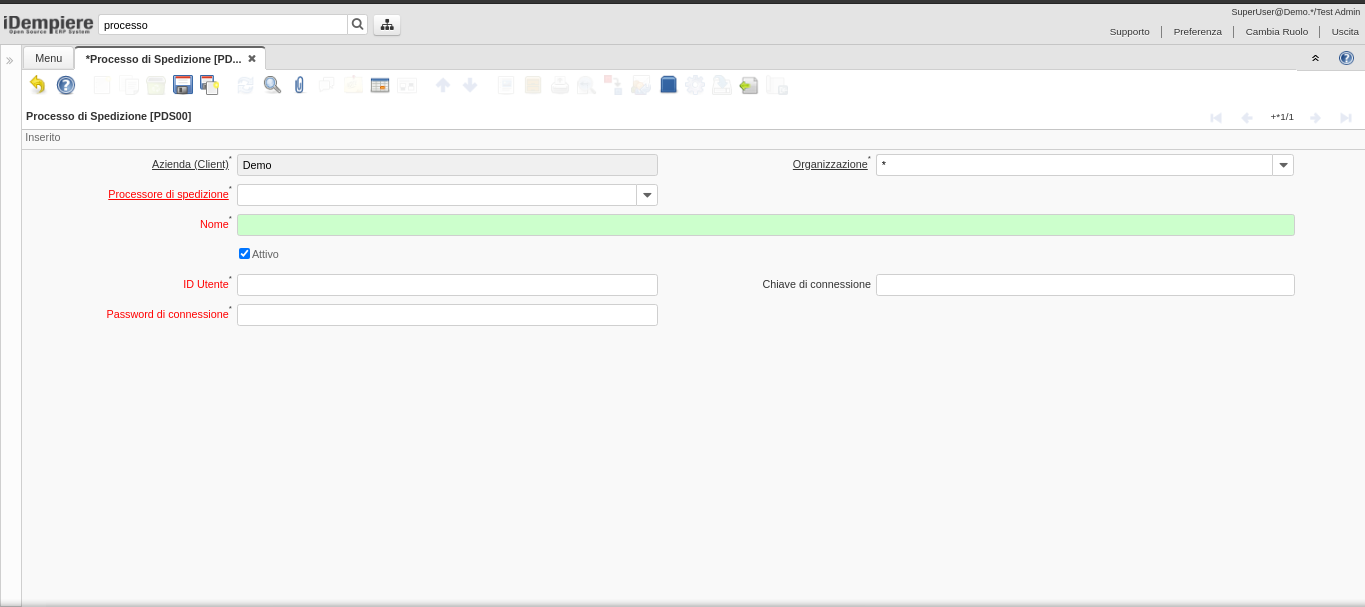 SuperUser@Demo.*/Test Admin
iDempiere
Open Source ERP System
processo
Supporto
Preferenza
Cambia Ruolo
Uscita
Menu
*Processo di Spedizione [PD...
Processo di Spedizione [PDS00]
+*1/1
Inserito
Azienda (Client)*
Demo
Organizzazione*
*
Processore di spedizione*
Nome*
Attivo
ID Utente*
Chiave di connessione
Password di connessione*